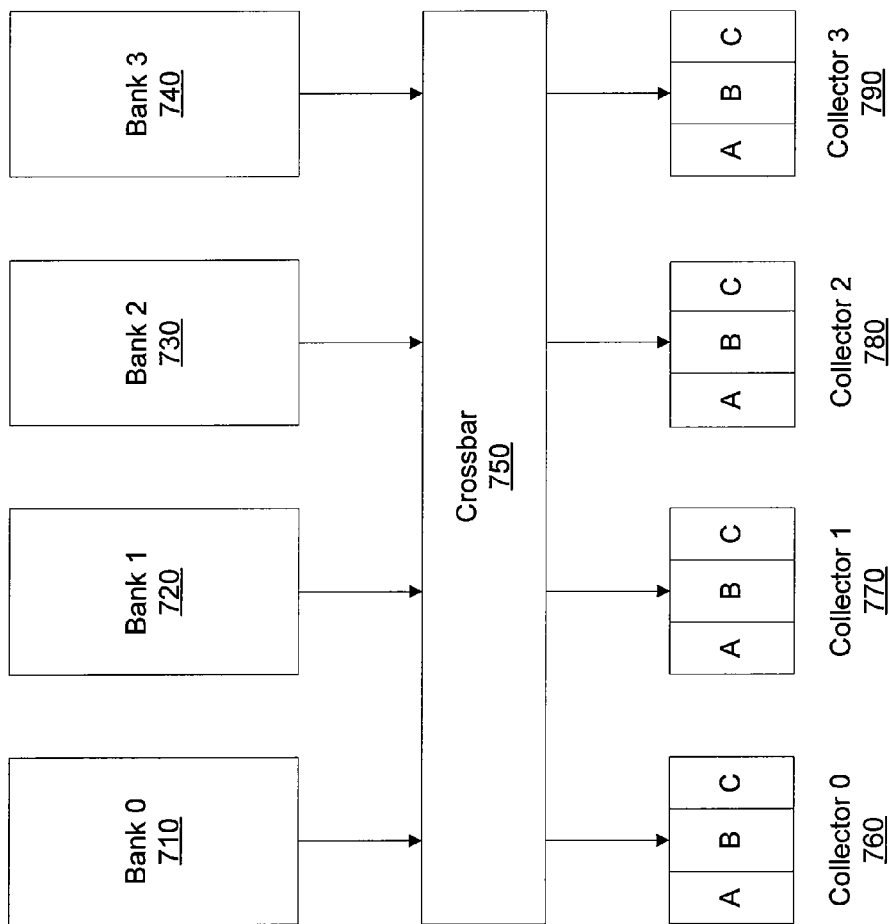 Bank 0
710
Bank 1
720
Bank 2
730
Bank 3
740
Crossbar
750
A B C
A B C
A B C
A B C
Collector 0
760
Collector 1
770
Collector 2
780
Collector 3
790